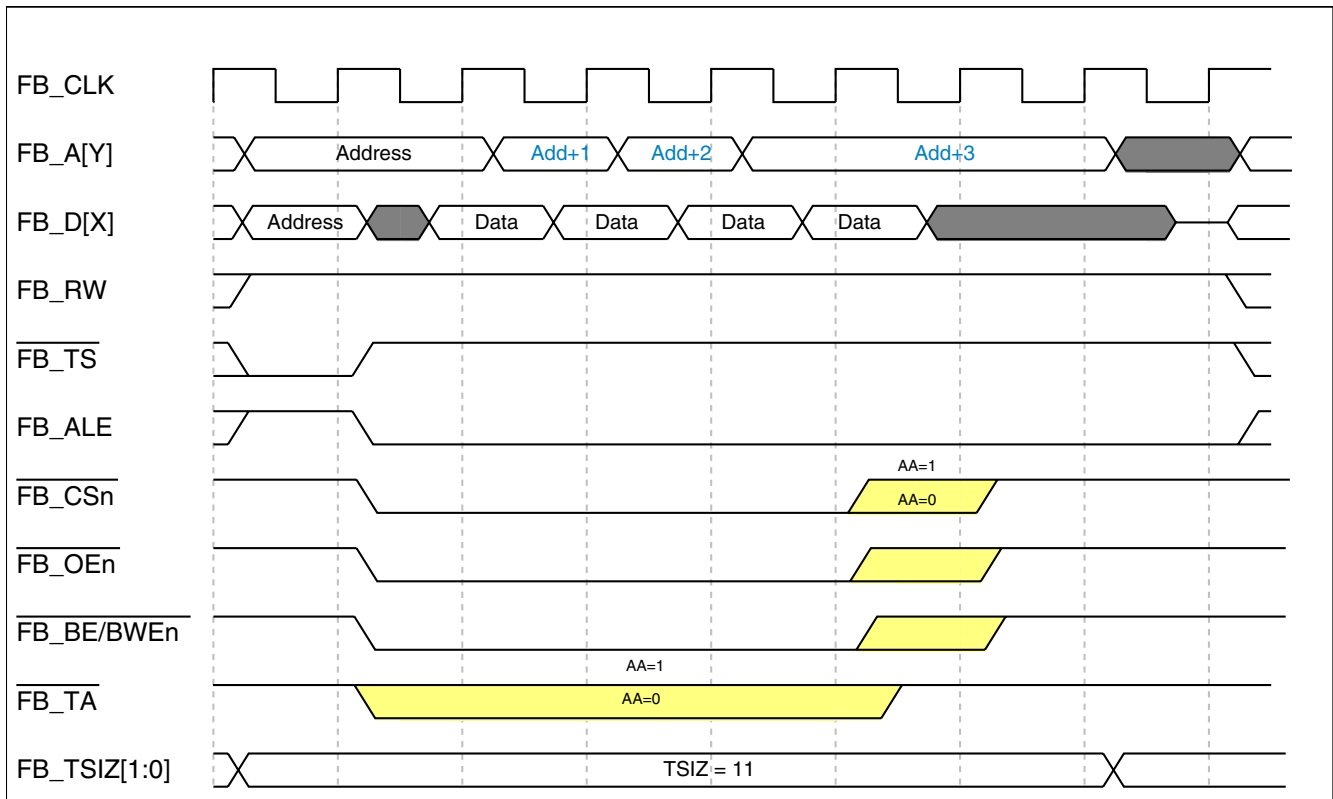 FB_CLK
FB_A[Y] Address Add+1 Add+2 Add+3
FB_D[X] Address Data Data Data Data
FB_RW
FB_TS
FB_ALE
AA=1
FB_CSn AA=0
FB_OEn
FB_BE/BWEn
AA=1
FB_TA AA=0
FB_TSIZ[1:0] TSIZ = 11